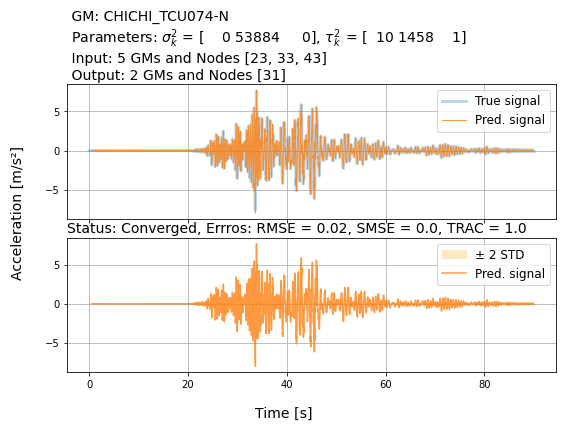 GM: CHICHI_TCU074-N
Parameters: σ²ₖ = [    0 53884     0], τ²ₖ = [  10 1458    1]
Input: 5 GMs and Nodes [23, 33, 43]
Output: 2 GMs and Nodes [31]
True signal
Pred. signal
5
0
−5
Status: Converged, Erros: RMSE = 0.02, SMSE = 0.0, TRAC = 1.0
± 2 STD
Pred. signal
5
0
−5
0 20 40 60 80
Time [s]
Acceleration [m/s²]